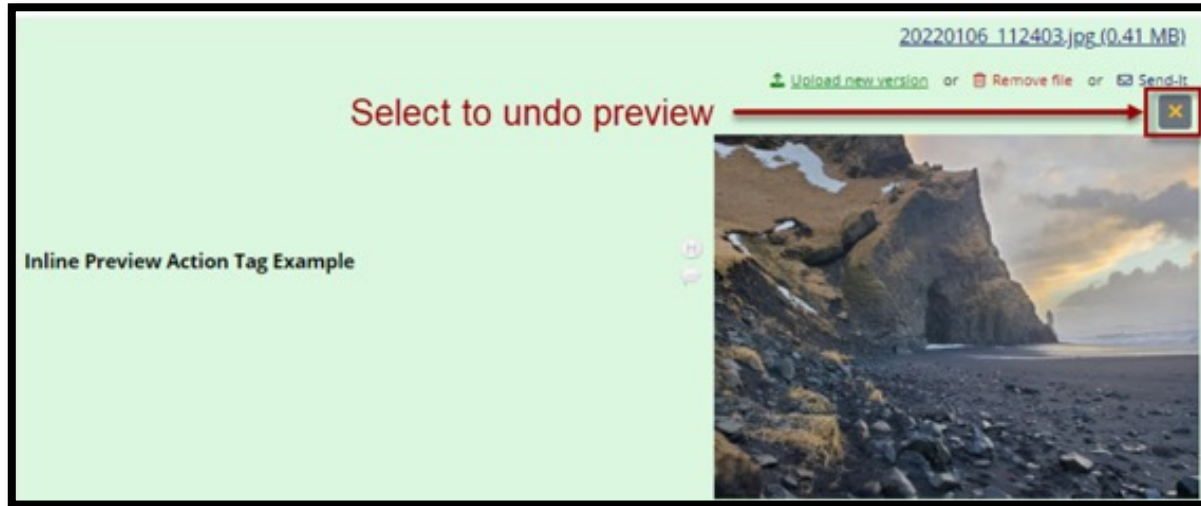 20220106_112403.jpg (0.41 MB)
Upload new version or Remove file or Send-It
Select to undo preview
Inline Preview Action Tag Example
H